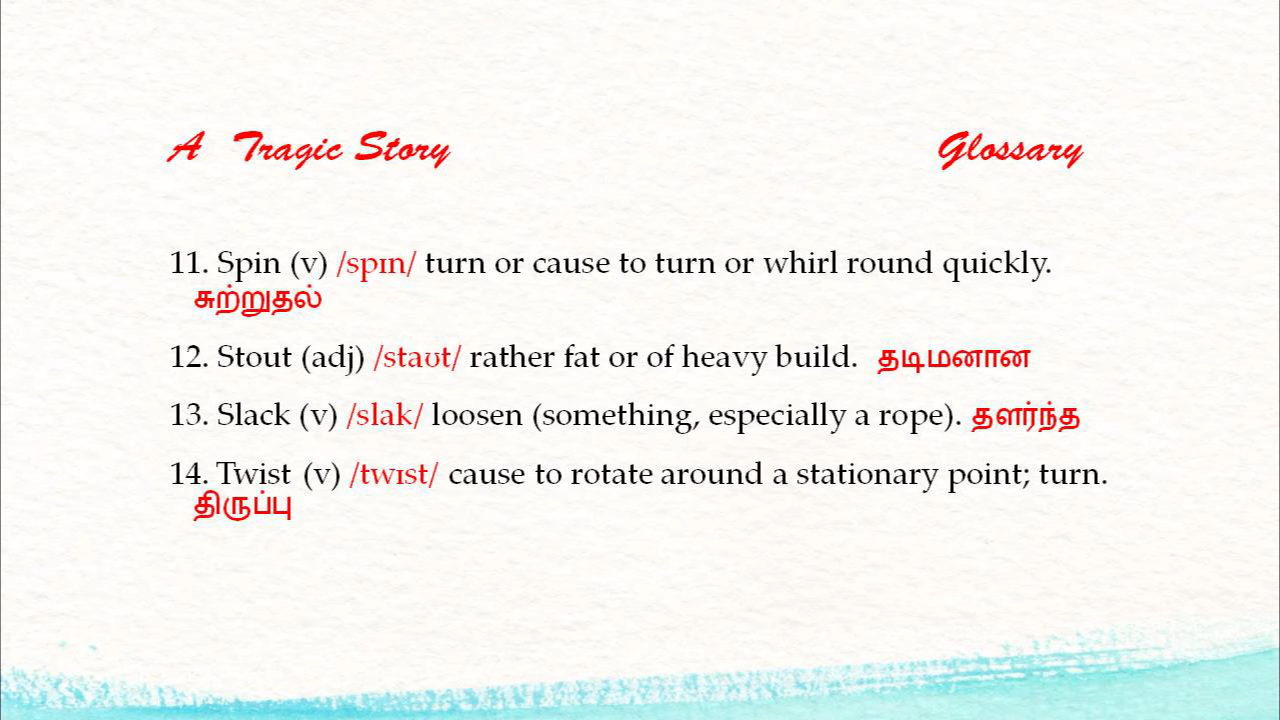 A Tragic Story Glossary
11. Spin (v) /spɪn/ turn or cause to turn or whirl round quickly.
சுற்றுதல்
12. Stout (adj) /staʊt/ rather fat or of heavy build. தடிமனான
13. Slack (v) /slak/ loosen (something, especially a rope). தளர்ந்த
14. Twist (v) /twɪst/ cause to rotate around a stationary point; turn.
திருப்பு